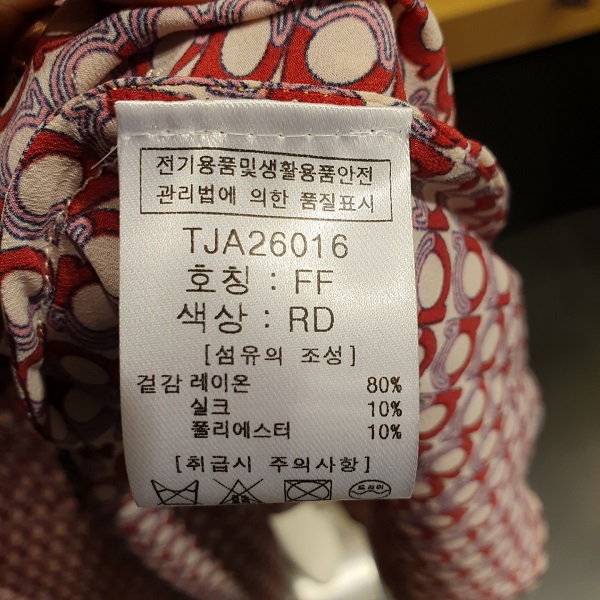 전기용품및생활용품안전
관리법에 의한 품질표시
TJA26016
호칭 : FF
색상 : RD
[섬유의 조성]
겉감 레이온 80%
실크 10%
폴리에스터 10%
[취급시 주의사항]
드라이